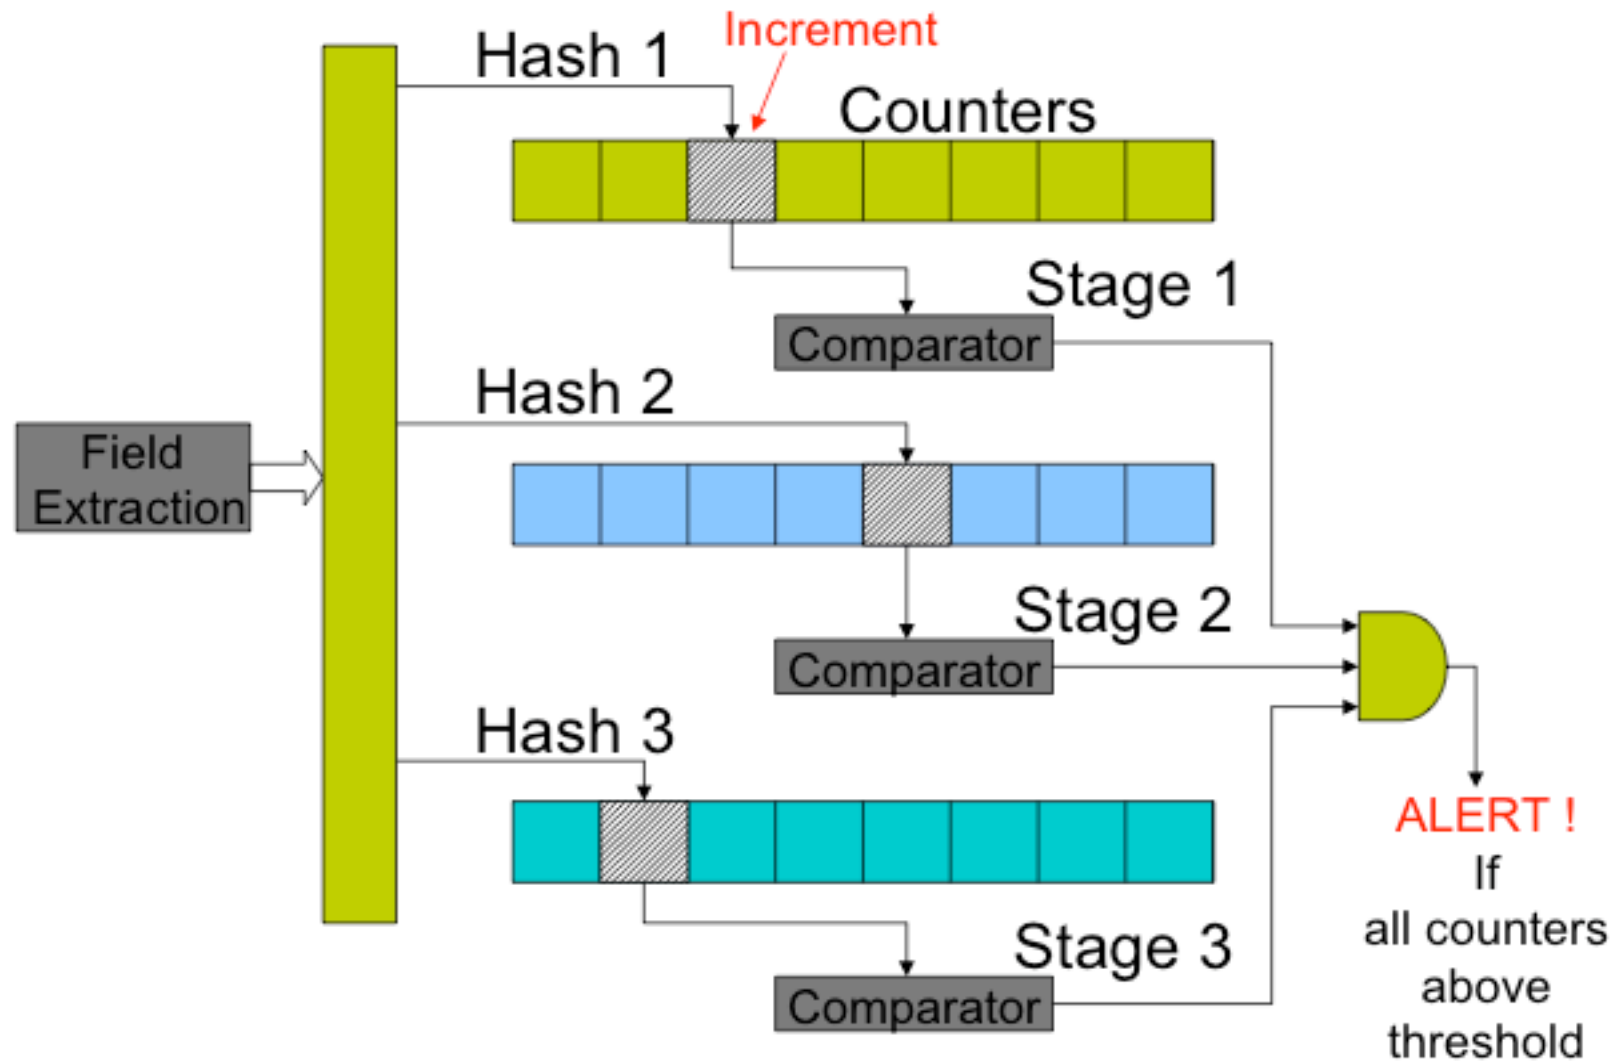 Increment
Hash 1
Counters
Stage 1
Comparator
Hash 2
Field
Extraction
Stage 2
Comparator
Hash 3
Stage 3
Comparator
ALERT !
If
all counters
above
threshold